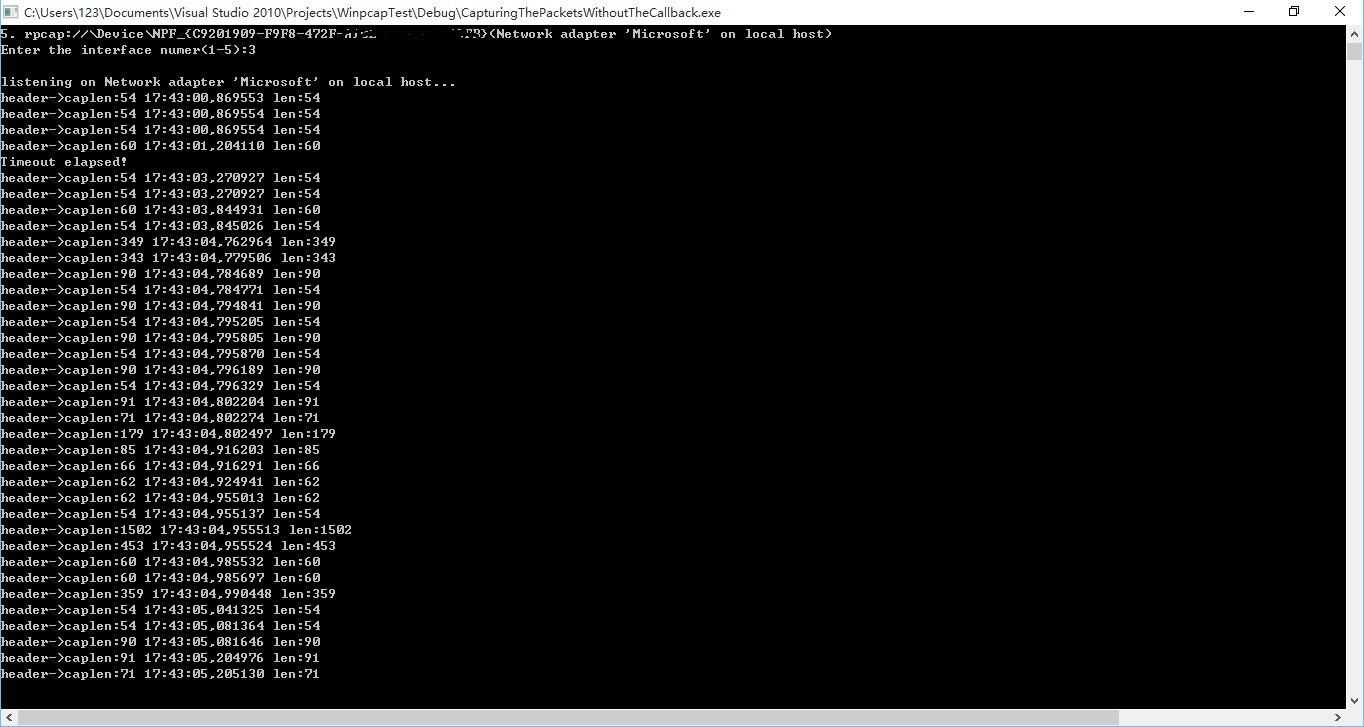 C:\Users\123\Documents\Visual Studio 2010\Projects\WinpcapTest\Debug\CapturingThePacketsWithoutTheCallback.exe
5. rpcap://\Device\NPF_{C9201909-F9F8-472F- (Network adapter 'Microsoft' on local host)
Enter the interface numer(1-5):3
listening on Network adapter 'Microsoft' on local host...
header->caplen:54 17:43:00,869553 len:54
header->caplen:54 17:43:00,869554 len:54
header->caplen:54 17:43:00,869554 len:54
header->caplen:60 17:43:01,204110 len:60
Timeout elapsed!
header->caplen:54 17:43:03,270927 len:54
header->caplen:54 17:43:03,270927 len:54
header->caplen:60 17:43:03,844931 len:60
header->caplen:54 17:43:03,845026 len:54
header->caplen:349 17:43:04,762964 len:349
header->caplen:343 17:43:04,779506 len:343
header->caplen:90 17:43:04,784689 len:90
header->caplen:54 17:43:04,784771 len:54
header->caplen:90 17:43:04,794841 len:90
header->caplen:54 17:43:04,795205 len:54
header->caplen:90 17:43:04,795805 len:90
header->caplen:54 17:43:04,795870 len:54
header->caplen:90 17:43:04,796189 len:90
header->caplen:54 17:43:04,796329 len:54
header->caplen:91 17:43:04,802204 len:91
header->caplen:71 17:43:04,802274 len:71
header->caplen:179 17:43:04,802497 len:179
header->caplen:85 17:43:04,916203 len:85
header->caplen:66 17:43:04,916291 len:66
header->caplen:62 17:43:04,924941 len:62
header->caplen:62 17:43:04,955013 len:62
header->caplen:54 17:43:04,955137 len:54
header->caplen:1502 17:43:04,955513 len:1502
header->caplen:453 17:43:04,955524 len:453
header->caplen:60 17:43:04,985532 len:60
header->caplen:60 17:43:04,985697 len:60
header->caplen:359 17:43:04,990448 len:359
header->caplen:54 17:43:05,041325 len:54
header->caplen:54 17:43:05,081364 len:54
header->caplen:90 17:43:05,081646 len:90
header->caplen:91 17:43:05,204976 len:91
header->caplen:71 17:43:05,205130 len:71